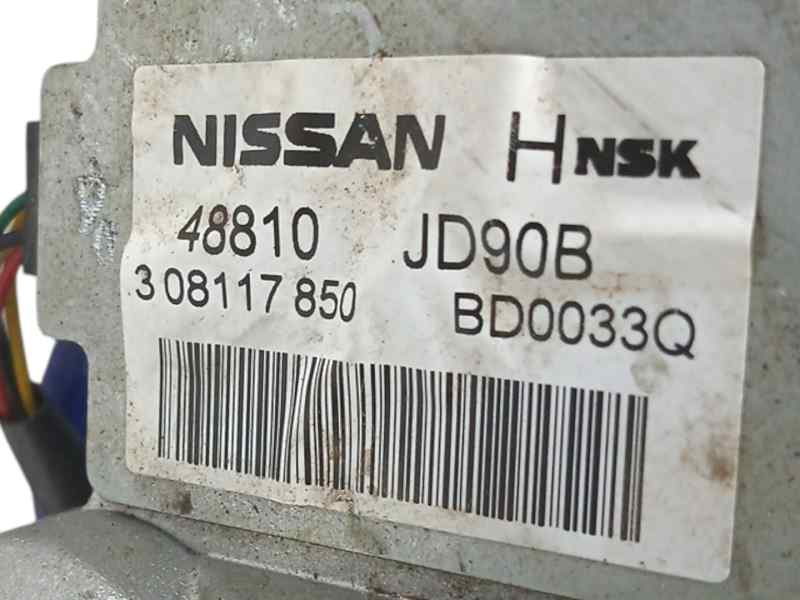 NISSAN H NSK
48810 JD90B
3 08117 850 BD0033Q